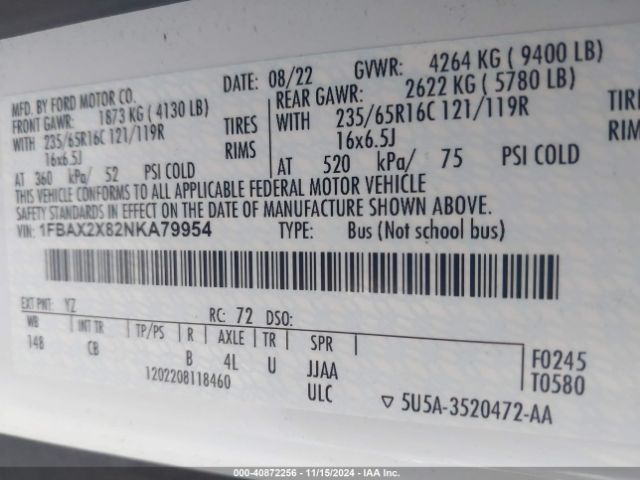 MFD. BY FORD MOTOR CO.
DATE: 08/22 GVWR: 4264 KG ( 9400 LB)
FRONT GAWR: 1873 KG ( 4130 LB) REAR GAWR: 2622 KG ( 5780 LB)
WITH 235/65R16C 121/119R TIRES WITH 235/65R16C 121/119R TIRE
16x6.5J RIMS 16x6.5J RIM
AT 360 kPa/ 52 PSI COLD AT 520 kPa/ 75 PSI COLD
THIS VEHICLE CONFORMS TO ALL APPLICABLE FEDERAL MOTOR VEHICLE
SAFETY STANDARDS IN EFFECT ON THE DATE OF MANUFACTURE SHOWN ABOVE.
VIN: 1FBAX2X82NKA79954 TYPE: Bus (Not school bus)
EXT PNT: YZ RC: 72 DSO:
WB INT TR TP/PS R AXLE TR SPR
148 CB B 4L U JJAA F0245
1202208118460 ULC T0580
▽ 5U5A-3520472-AA
000-40872256 - 11/15/2024 - IAA Inc.